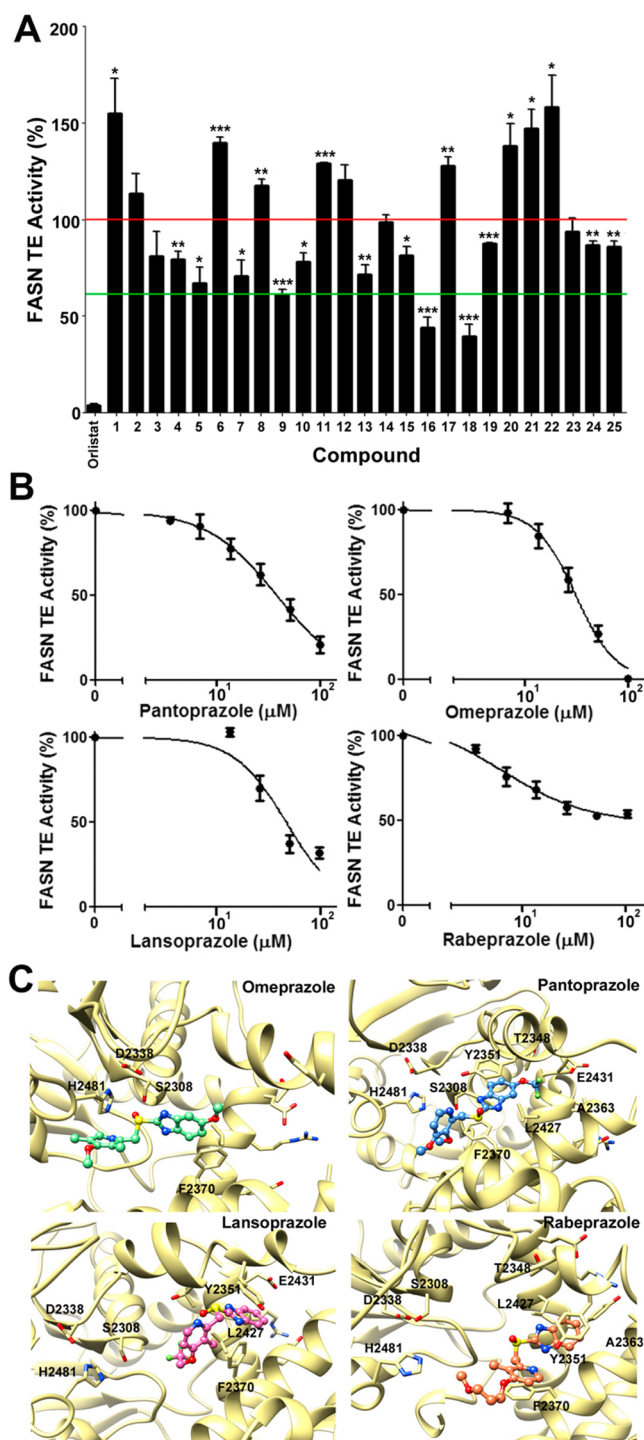 A
FASN TE Activity (%)
200
150
100
50
0
* *** ** *** ** * * *
** * * *** * ** * *** *** *** ** **
Orlistat 1 2 3 4 5 6 7 8 9 10 11 12 13 14 15 16 17 18 19 20 21 22 23 24 25
Compound
B
FASN TE Activity (%)
100
50
0
0 10¹ 10²
Pantoprazole (μM)
FASN TE Activity (%)
100
50
0
0 10¹ 10²
Omeprazole (μM)
FASN TE Activity (%)
100
50
0
0 10¹ 10²
Lansoprazole (μM)
FASN TE Activity (%)
100
50
0
0 10¹ 10²
Rabeprazole (μM)
C
Omeprazole
D2338
H2481 S2308
F2370
Pantoprazole
T2348
D2338 Y2351
E2431
H2481 S2308
A2363
L2427
F2370
Lansoprazole
Y2351 E2431
D2338
S2308 L2427
H2481
F2370
Rabeprazole
T2348
S2308
L2427
D2338
A2363
H2481 Y2351
F2370